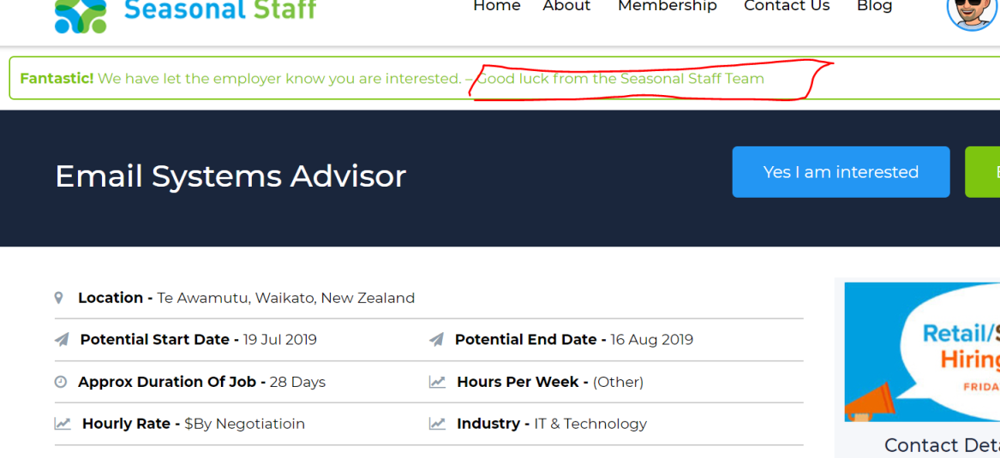 Seasonal Staff
Home About Membership Contact Us Blog
Fantastic! We have let the employer know you are interested. – Good luck from the Seasonal Staff Team
Email Systems Advisor
Yes I am interested
Location - Te Awamutu, Waikato, New Zealand
Potential Start Date - 19 Jul 2019
Potential End Date - 16 Aug 2019
Approx Duration Of Job - 28 Days
Hours Per Week - (Other)
Hourly Rate - $By Negotiatioin
Industry - IT & Technology
Retail/
Hiring
FRIDA
Contact Deta